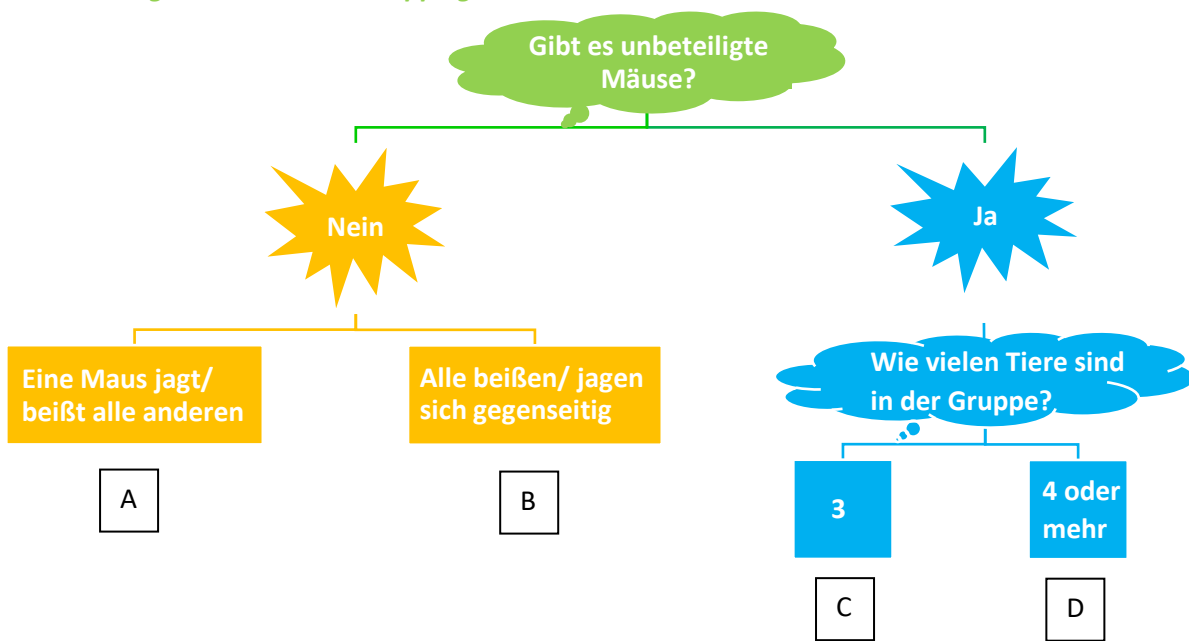 Gibt es unbeteiligte
Mäuse?
Nein
Ja
Eine Maus jagt/
beißt alle anderen
Alle beißen/ jagen
sich gegenseitig
Wie vielen Tiere sind
in der Gruppe?
3
4 oder
mehr
A
B
C
D